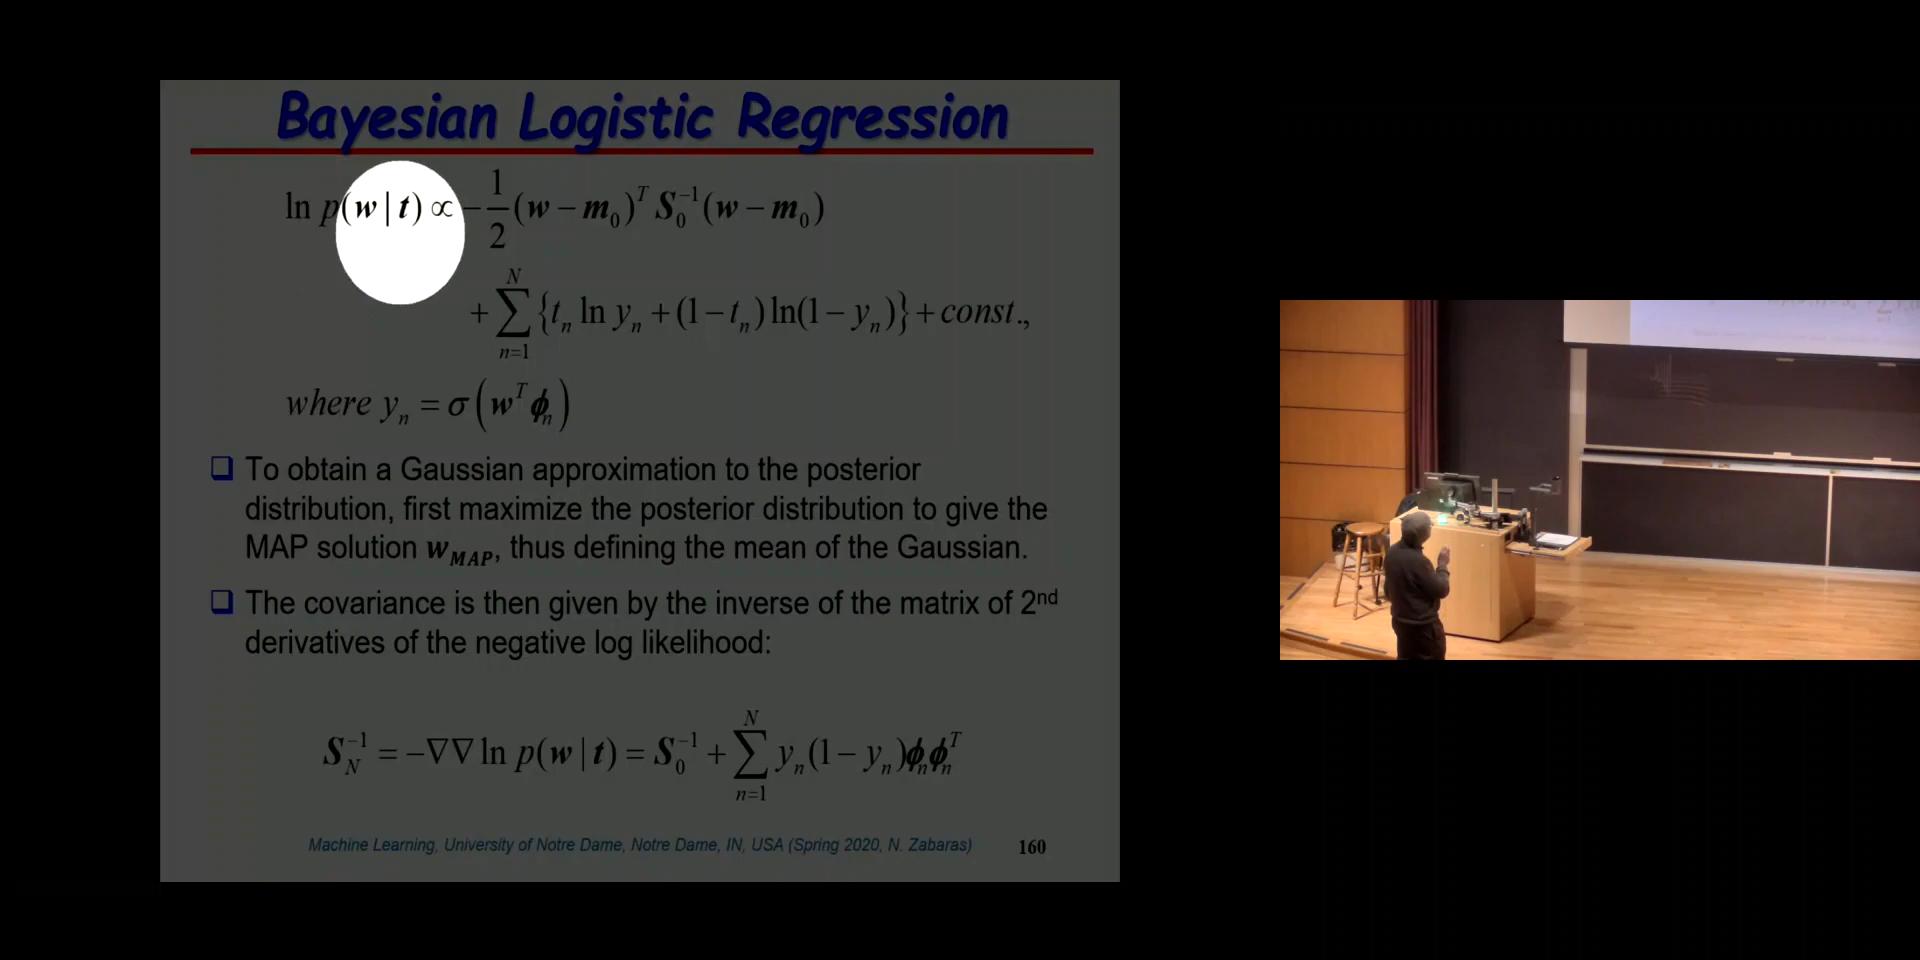 Bayesian Logistic Regression
ln p(w | t) ∝ −1/2 (w − m₀)ᵀ S₀⁻¹ (w − m₀)
+ ∑ₙ₌₁ᴺ {tₙ ln yₙ + (1 − tₙ) ln(1 − yₙ)} + const.,
where yₙ = σ(wᵀϕₙ)
❑ To obtain a Gaussian approximation to the posterior
distribution, first maximize the posterior distribution to give the
MAP solution w_MAP, thus defining the mean of the Gaussian.
❑ The covariance is then given by the inverse of the matrix of 2nd
derivatives of the negative log likelihood:
S_N⁻¹ = −∇∇ ln p(w | t) = S₀⁻¹ + ∑ₙ₌₁ᴺ yₙ(1 − yₙ)ϕₙϕₙᵀ
Machine Learning, University of Notre Dame, Notre Dame, IN, USA (Spring 2020, N. Zabaras) 160